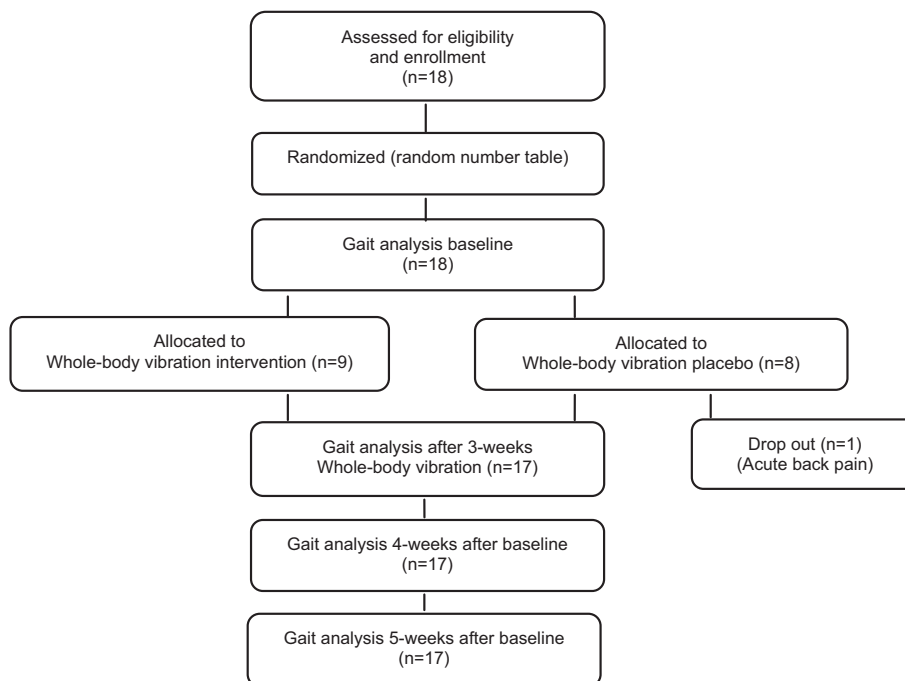 Assessed for eligibility
and enrollment
(n=18)
Randomized (random number table)
Gait analysis baseline
(n=18)
Allocated to
Whole-body vibration intervention (n=9)
Allocated to
Whole-body vibration placebo (n=8)
Gait analysis after 3-weeks
Whole-body vibration (n=17)
Drop out (n=1)
(Acute back pain)
Gait analysis 4-weeks after baseline
(n=17)
Gait analysis 5-weeks after baseline
(n=17)